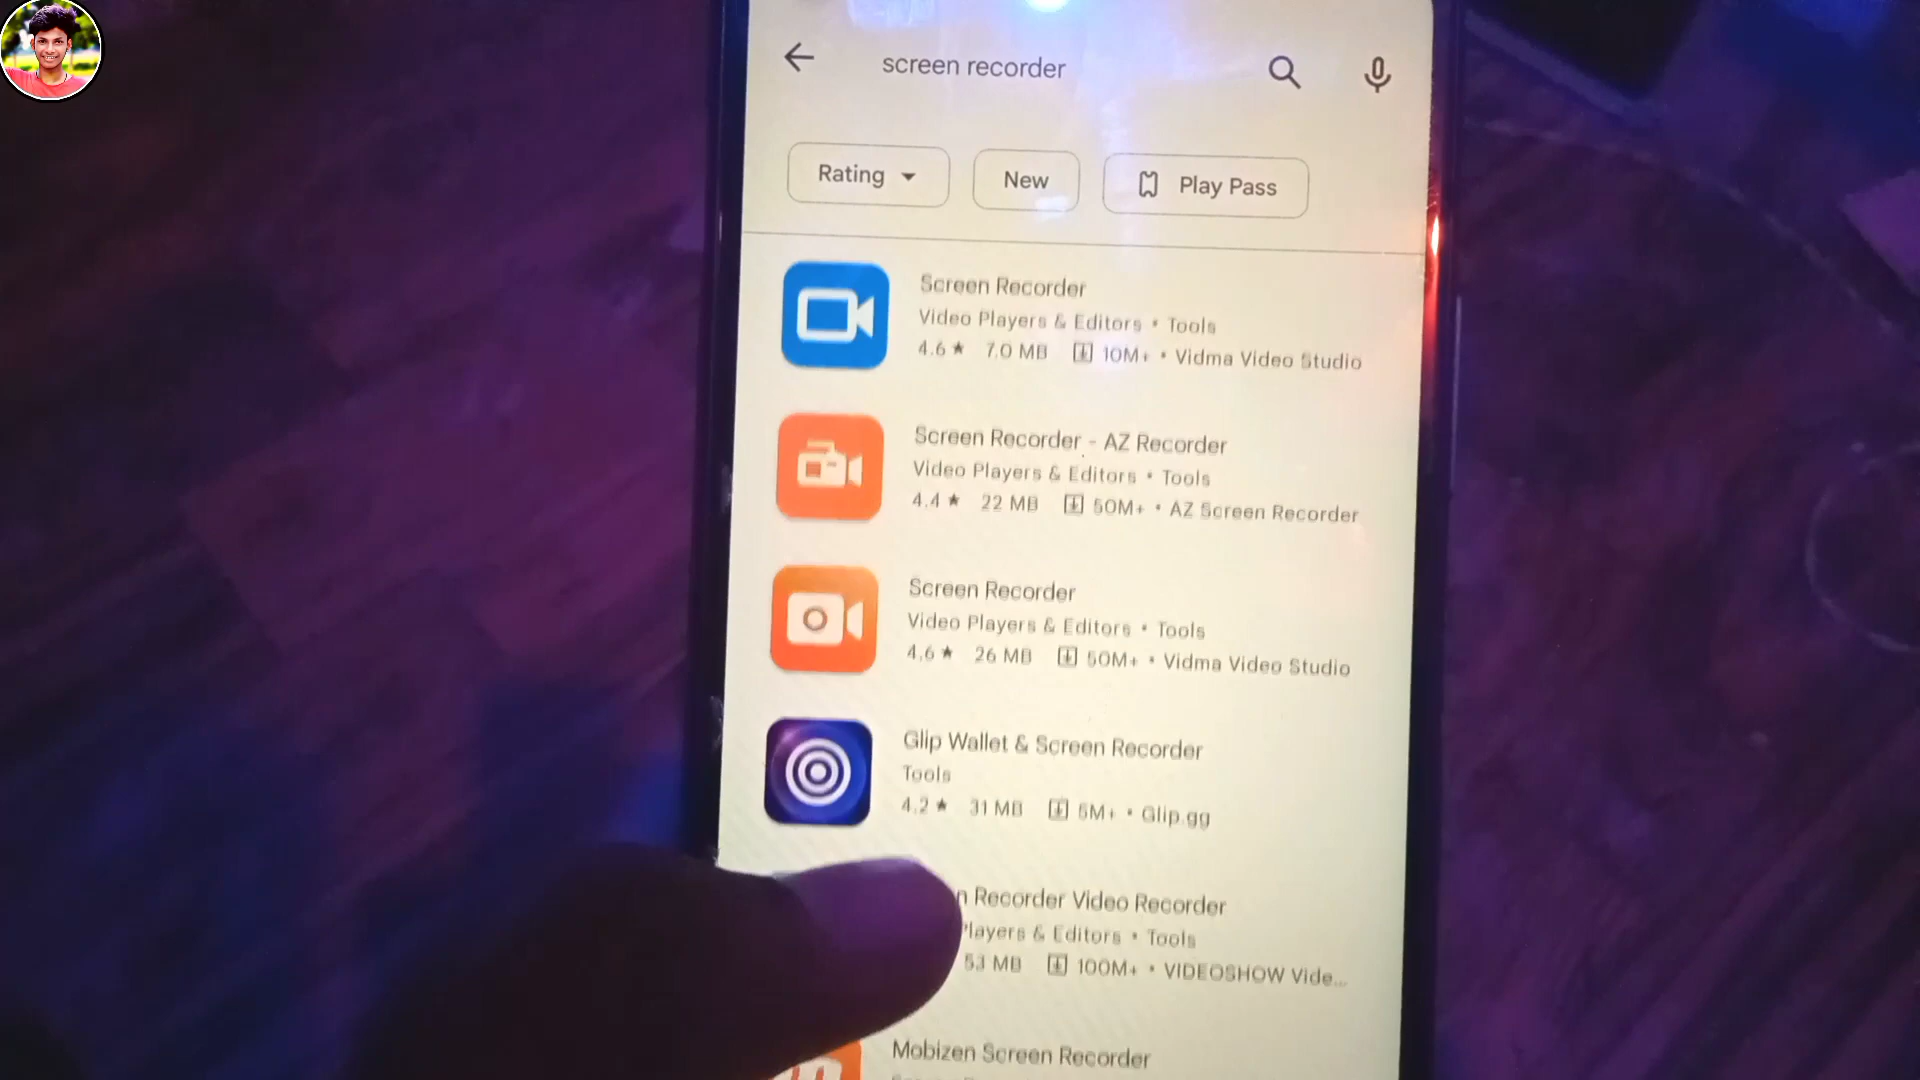 screen recorder
Rating
New
Play Pass
Screen Recorder
Video Players & Editors • Tools
4.6 ★ 7.0 MB 10M+ • Vidma Video Studio
Screen Recorder - AZ Recorder
Video Players & Editors • Tools
4.4 ★ 22 MB 50M+ • AZ Screen Recorder
Screen Recorder
Video Players & Editors • Tools
4.6 ★ 26 MB 50M+ • Vidma Video Studio
Glip Wallet & Screen Recorder
Tools
4.2 ★ 31 MB 5M+ • Glip.gg
Recorder Video Recorder
& Editors • Tools
53 MB 100M+ • VIDEOSHOW Vide...
Mobizen Screen Recorder